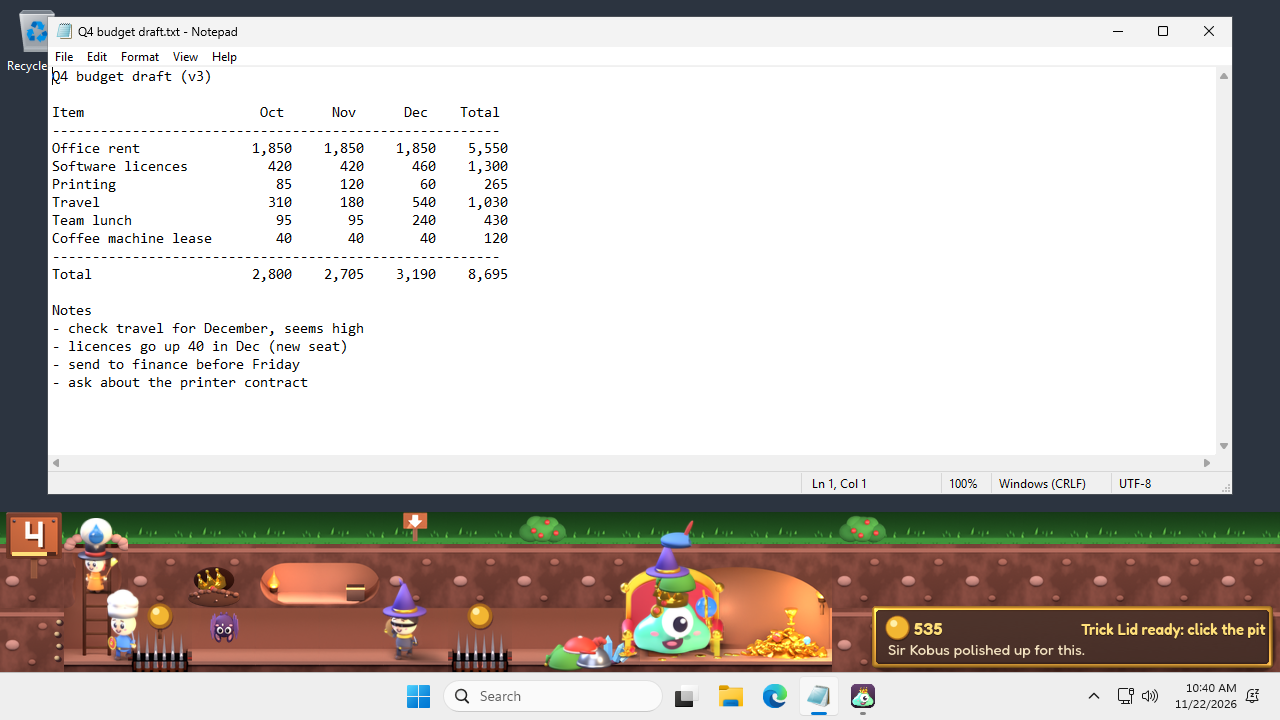 Recycle
Q4 budget draft.txt - Notepad
File Edit Format View Help
Q4 budget draft (v3)
Item Oct Nov Dec Total
--------------------------------------------------------
Office rent 1,850 1,850 1,850 5,550
Software licences 420 420 460 1,300
Printing 85 120 60 265
Travel 310 180 540 1,030
Team lunch 95 95 240 430
Coffee machine lease 40 40 40 120
--------------------------------------------------------
Total 2,800 2,705 3,190 8,695
Notes
- check travel for December, seems high
- licences go up 40 in Dec (new seat)
- send to finance before Friday
- ask about the printer contract
Ln 1, Col 1 100% Windows (CRLF) UTF-8
4
535 Trick Lid ready: click the pit
Sir Kobus polished up for this.
Search
10:40 AM
11/22/2026